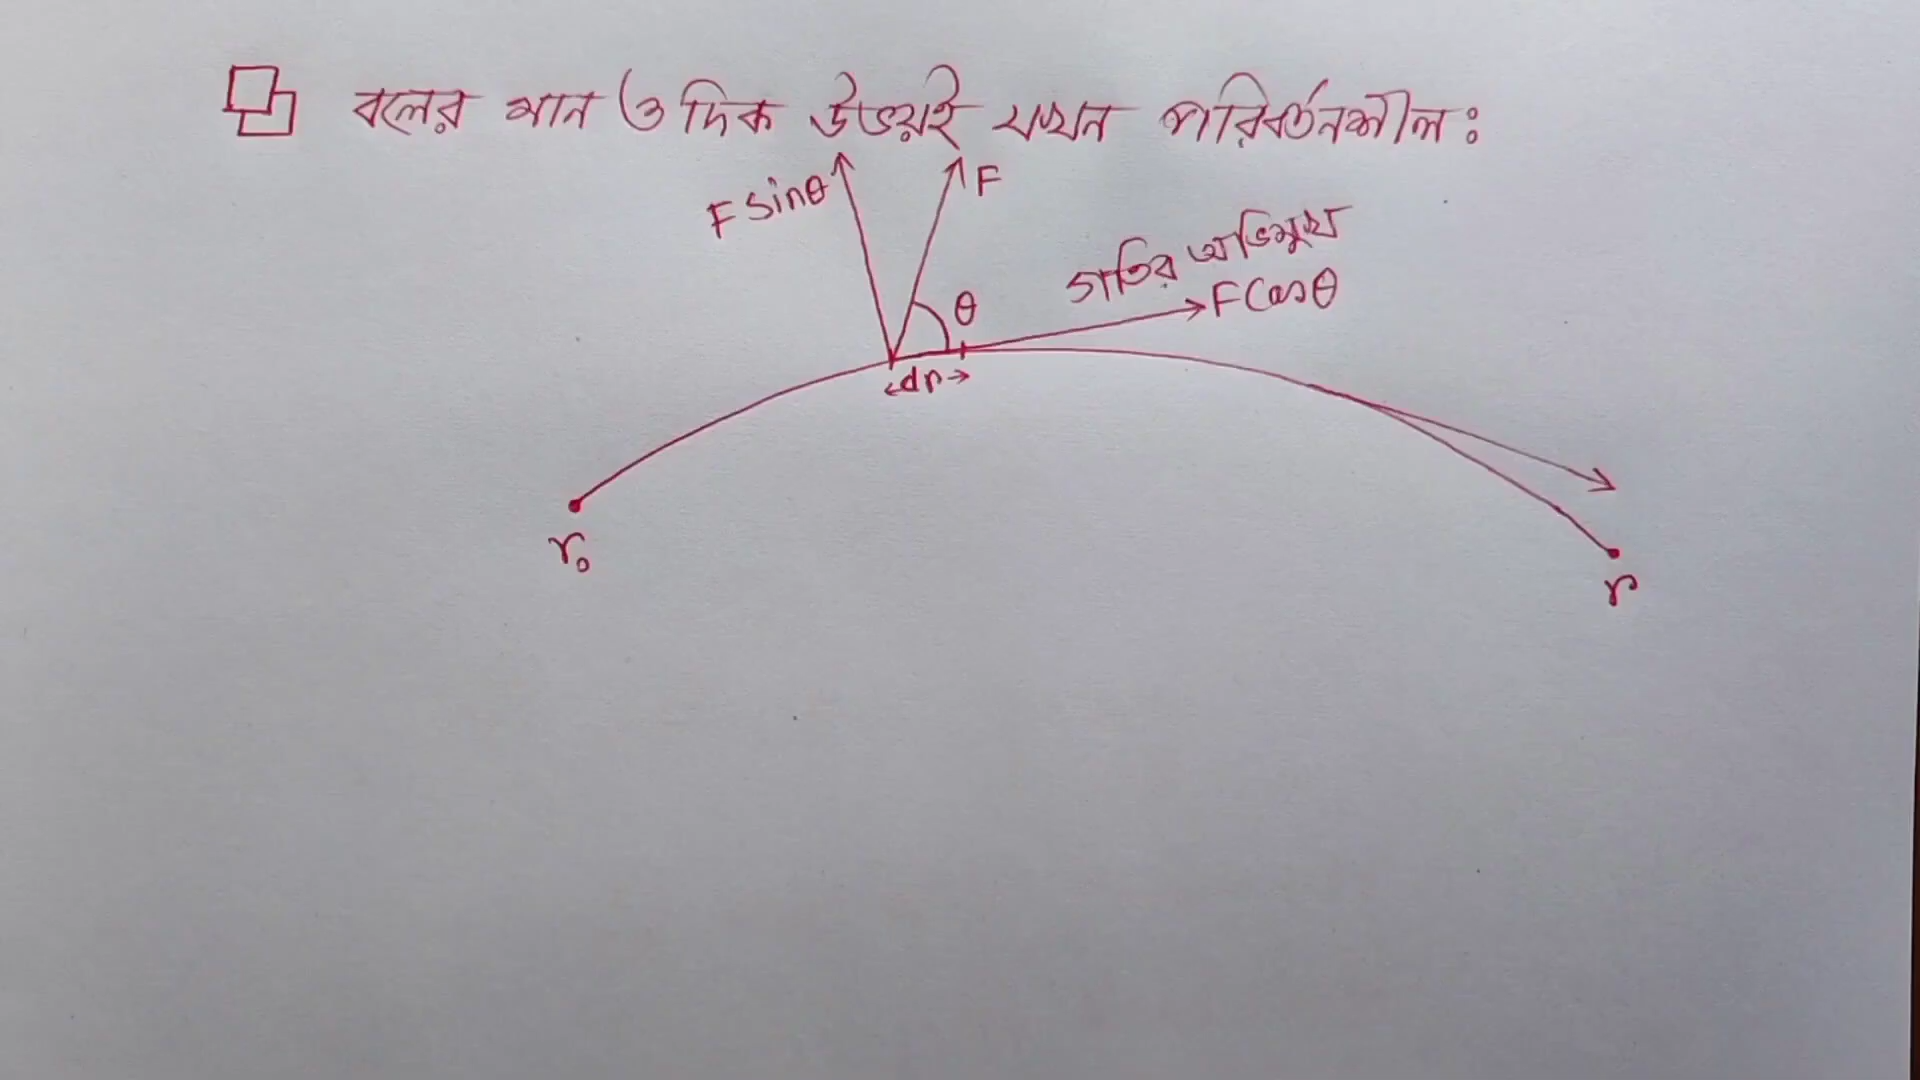 বলের মান ও দিক উভয়ই যখন পরিবর্তনশীলঃ
F sinθ
F
গতির অভিমুখ
θ
F Cosθ
dr
r₀
r